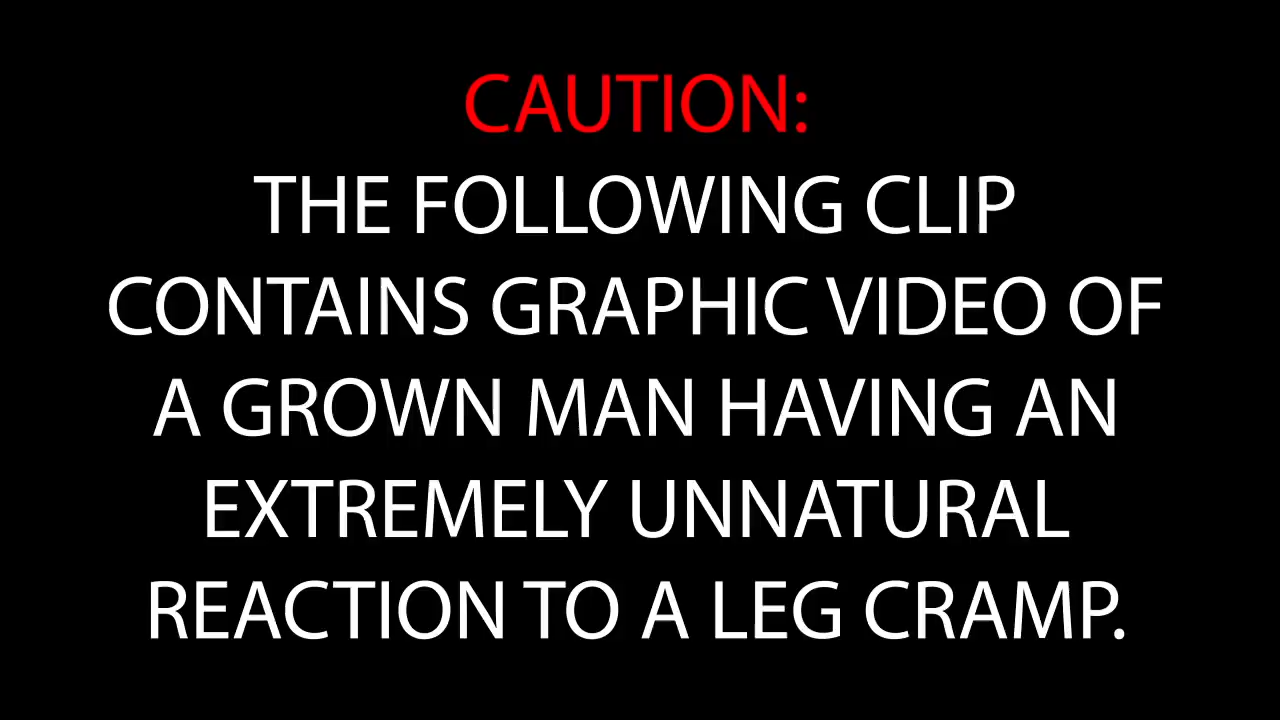 CAUTION:
THE FOLLOWING CLIP
CONTAINS GRAPHIC VIDEO OF
A GROWN MAN HAVING AN
EXTREMELY UNNATURAL
REACTION TO A LEG CRAMP.